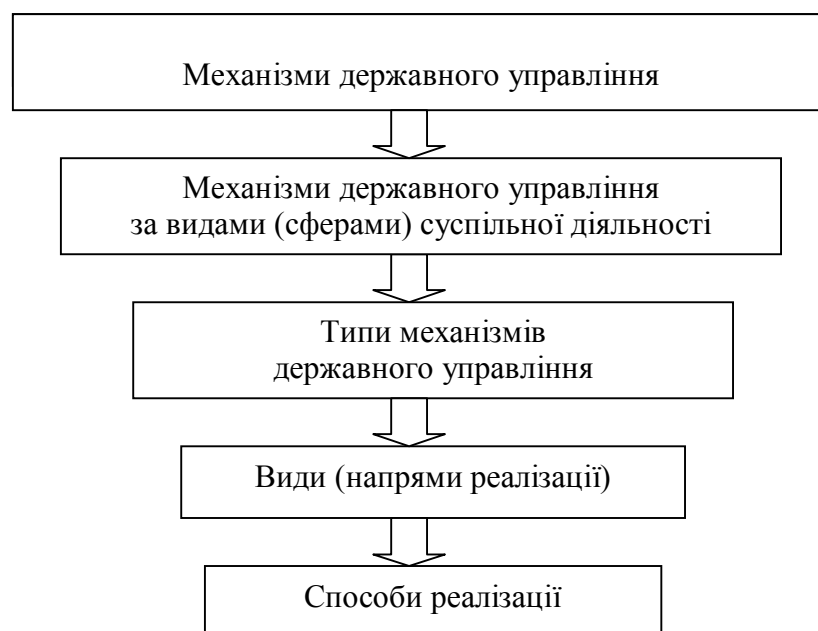 Механізми державного управління
Механізми державного управління
за видами (сферами) суспільної діяльності
Типи механізмів
державного управління
Види (напрями реалізації)
Способи реалізації